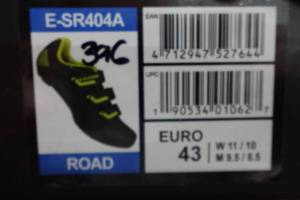 E-SR404A
396
ROAD
EAN
4 712947 527644
UPC
1 90534 01062 7
EURO
43
W 11 / 10
M 9.5 / 8.5